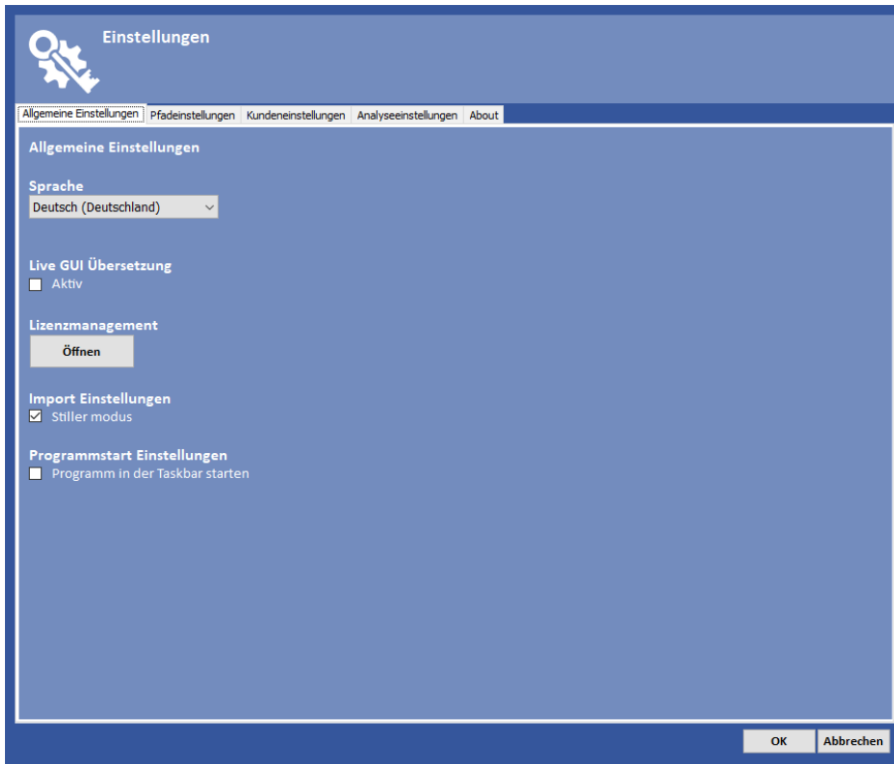 Einstellungen
Allgemeine Einstellungen Pfadeinstellungen Kundeneinstellungen Analyseeinstellungen About
Allgemeine Einstellungen
Sprache
Deutsch (Deutschland)
Live GUI Übersetzung
Aktiv
Lizenzmanagement
Öffnen
Import Einstellungen
Stiller modus
Programmstart Einstellungen
Programm in der Taskbar starten
OK Abbrechen